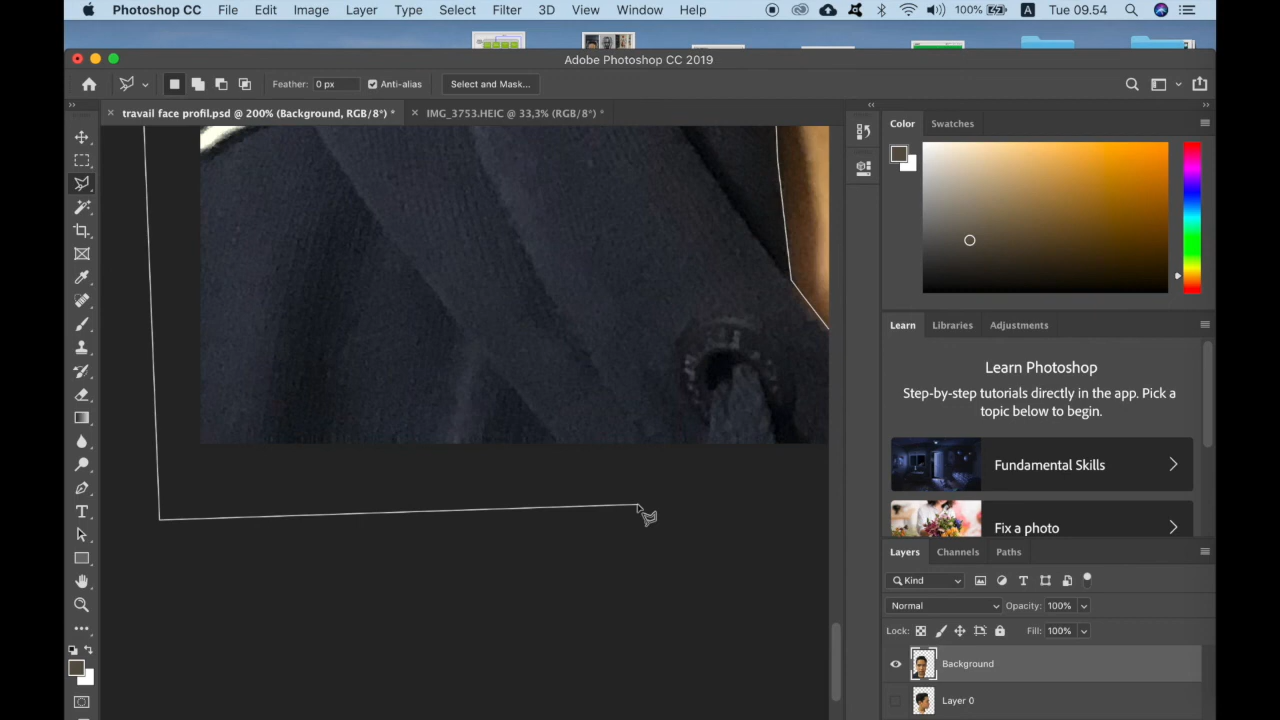 Photoshop CC File Edit Image Layer Type Select Filter 3D View Window Help 100% A Tue 09.54
Adobe Photoshop CC 2019
Feather: 0 px Anti-alias Select and Mask...
travail face profil.psd @ 200% (Background, RGB/8*) * IMG_3753.HEIC @ 33,3% (RGB/8*) *
Color Swatches
Learn Libraries Adjustments
Learn Photoshop
Step-by-step tutorials directly in the app. Pick a
topic below to begin.
Fundamental Skills
Fix a photo
Layers Channels Paths
Kind
Normal Opacity: 100%
Lock: Fill: 100%
Background
Layer 0